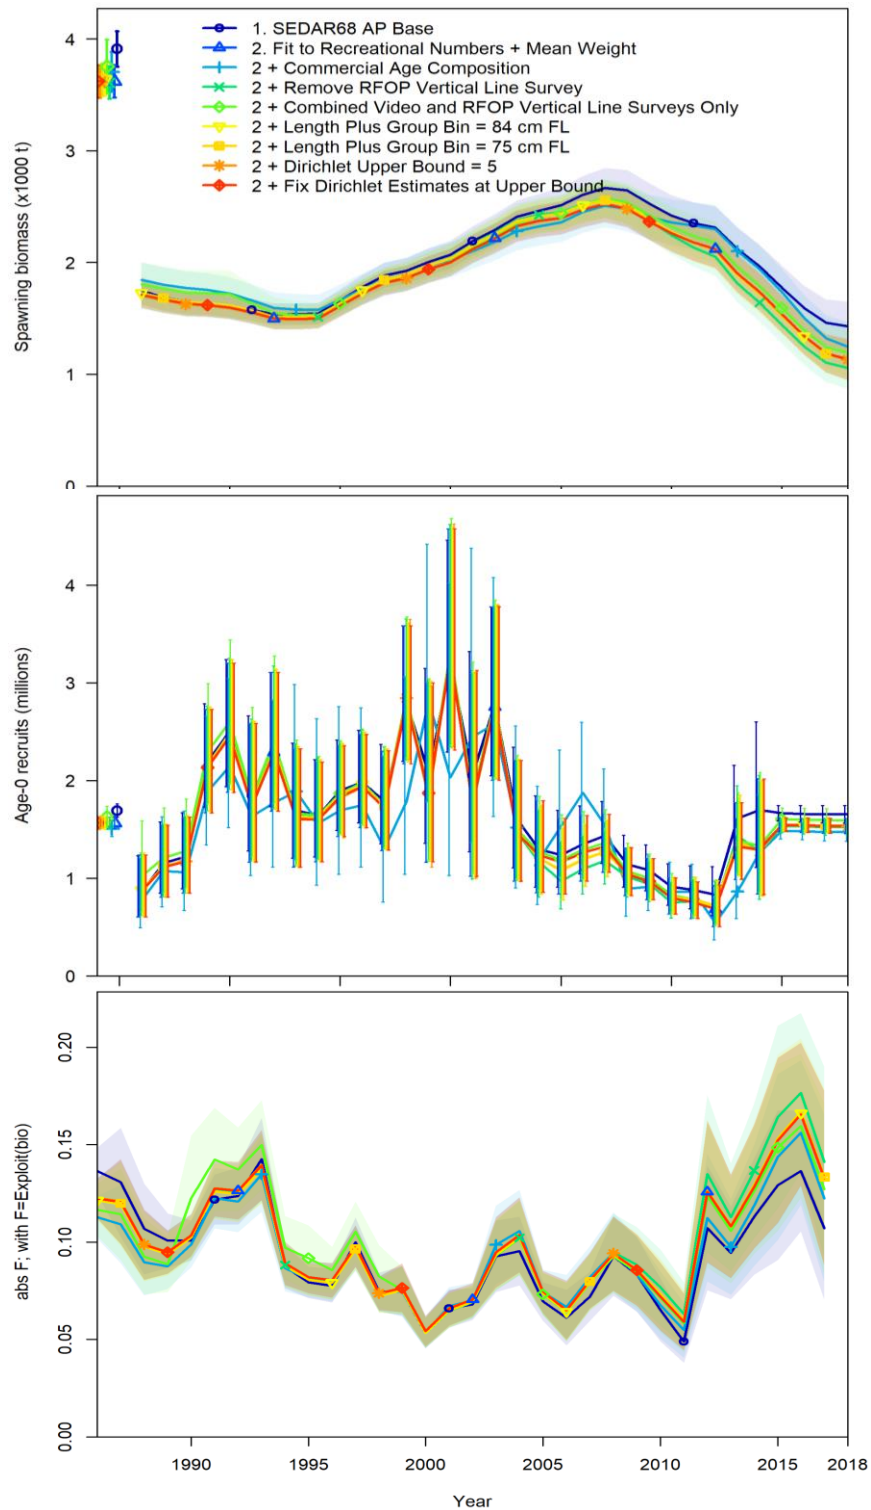 4
3
2
1
0
Spawning biomass (x1000 t)
1. SEDAR68 AP Base
2. Fit to Recreational Numbers + Mean Weight
2 + Commercial Age Composition
2 + Remove RFOP Vertical Line Survey
2 + Combined Video and RFOP Vertical Line Surveys Only
2 + Length Plus Group Bin = 84 cm FL
2 + Length Plus Group Bin = 75 cm FL
2 + Dirichlet Upper Bound = 5
2 + Fix Dirichlet Estimates at Upper Bound
4
3
2
1
0
Age-0 recruits (millions)
0.20
0.15
0.10
0.05
0.00
abs F; with F=Exploit(bio)
1990 1995 2000 2005 2010 2015 2018
Year